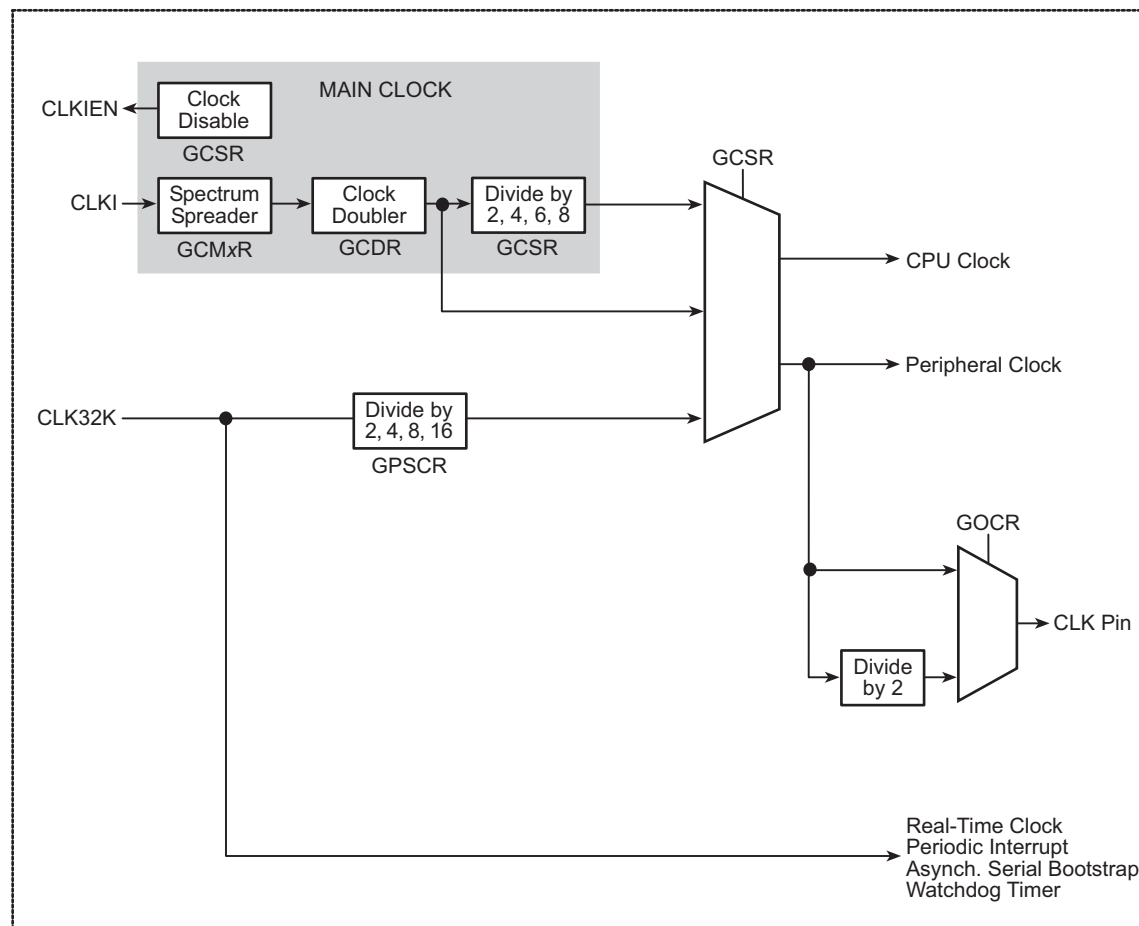 MAIN CLOCK
CLKIEN
Clock
Disable
GCSR
CLKI
Spectrum
Spreader
GCMxR
Clock
Doubler
GCDR
Divide by
2, 4, 6, 8
GCSR
GCSR
CPU Clock
Peripheral Clock
CLK32K
Divide by
2, 4, 8, 16
GPSCR
GOCR
CLK Pin
Divide
by 2
Real-Time Clock
Periodic Interrupt
Asynch. Serial Bootstrap
Watchdog Timer